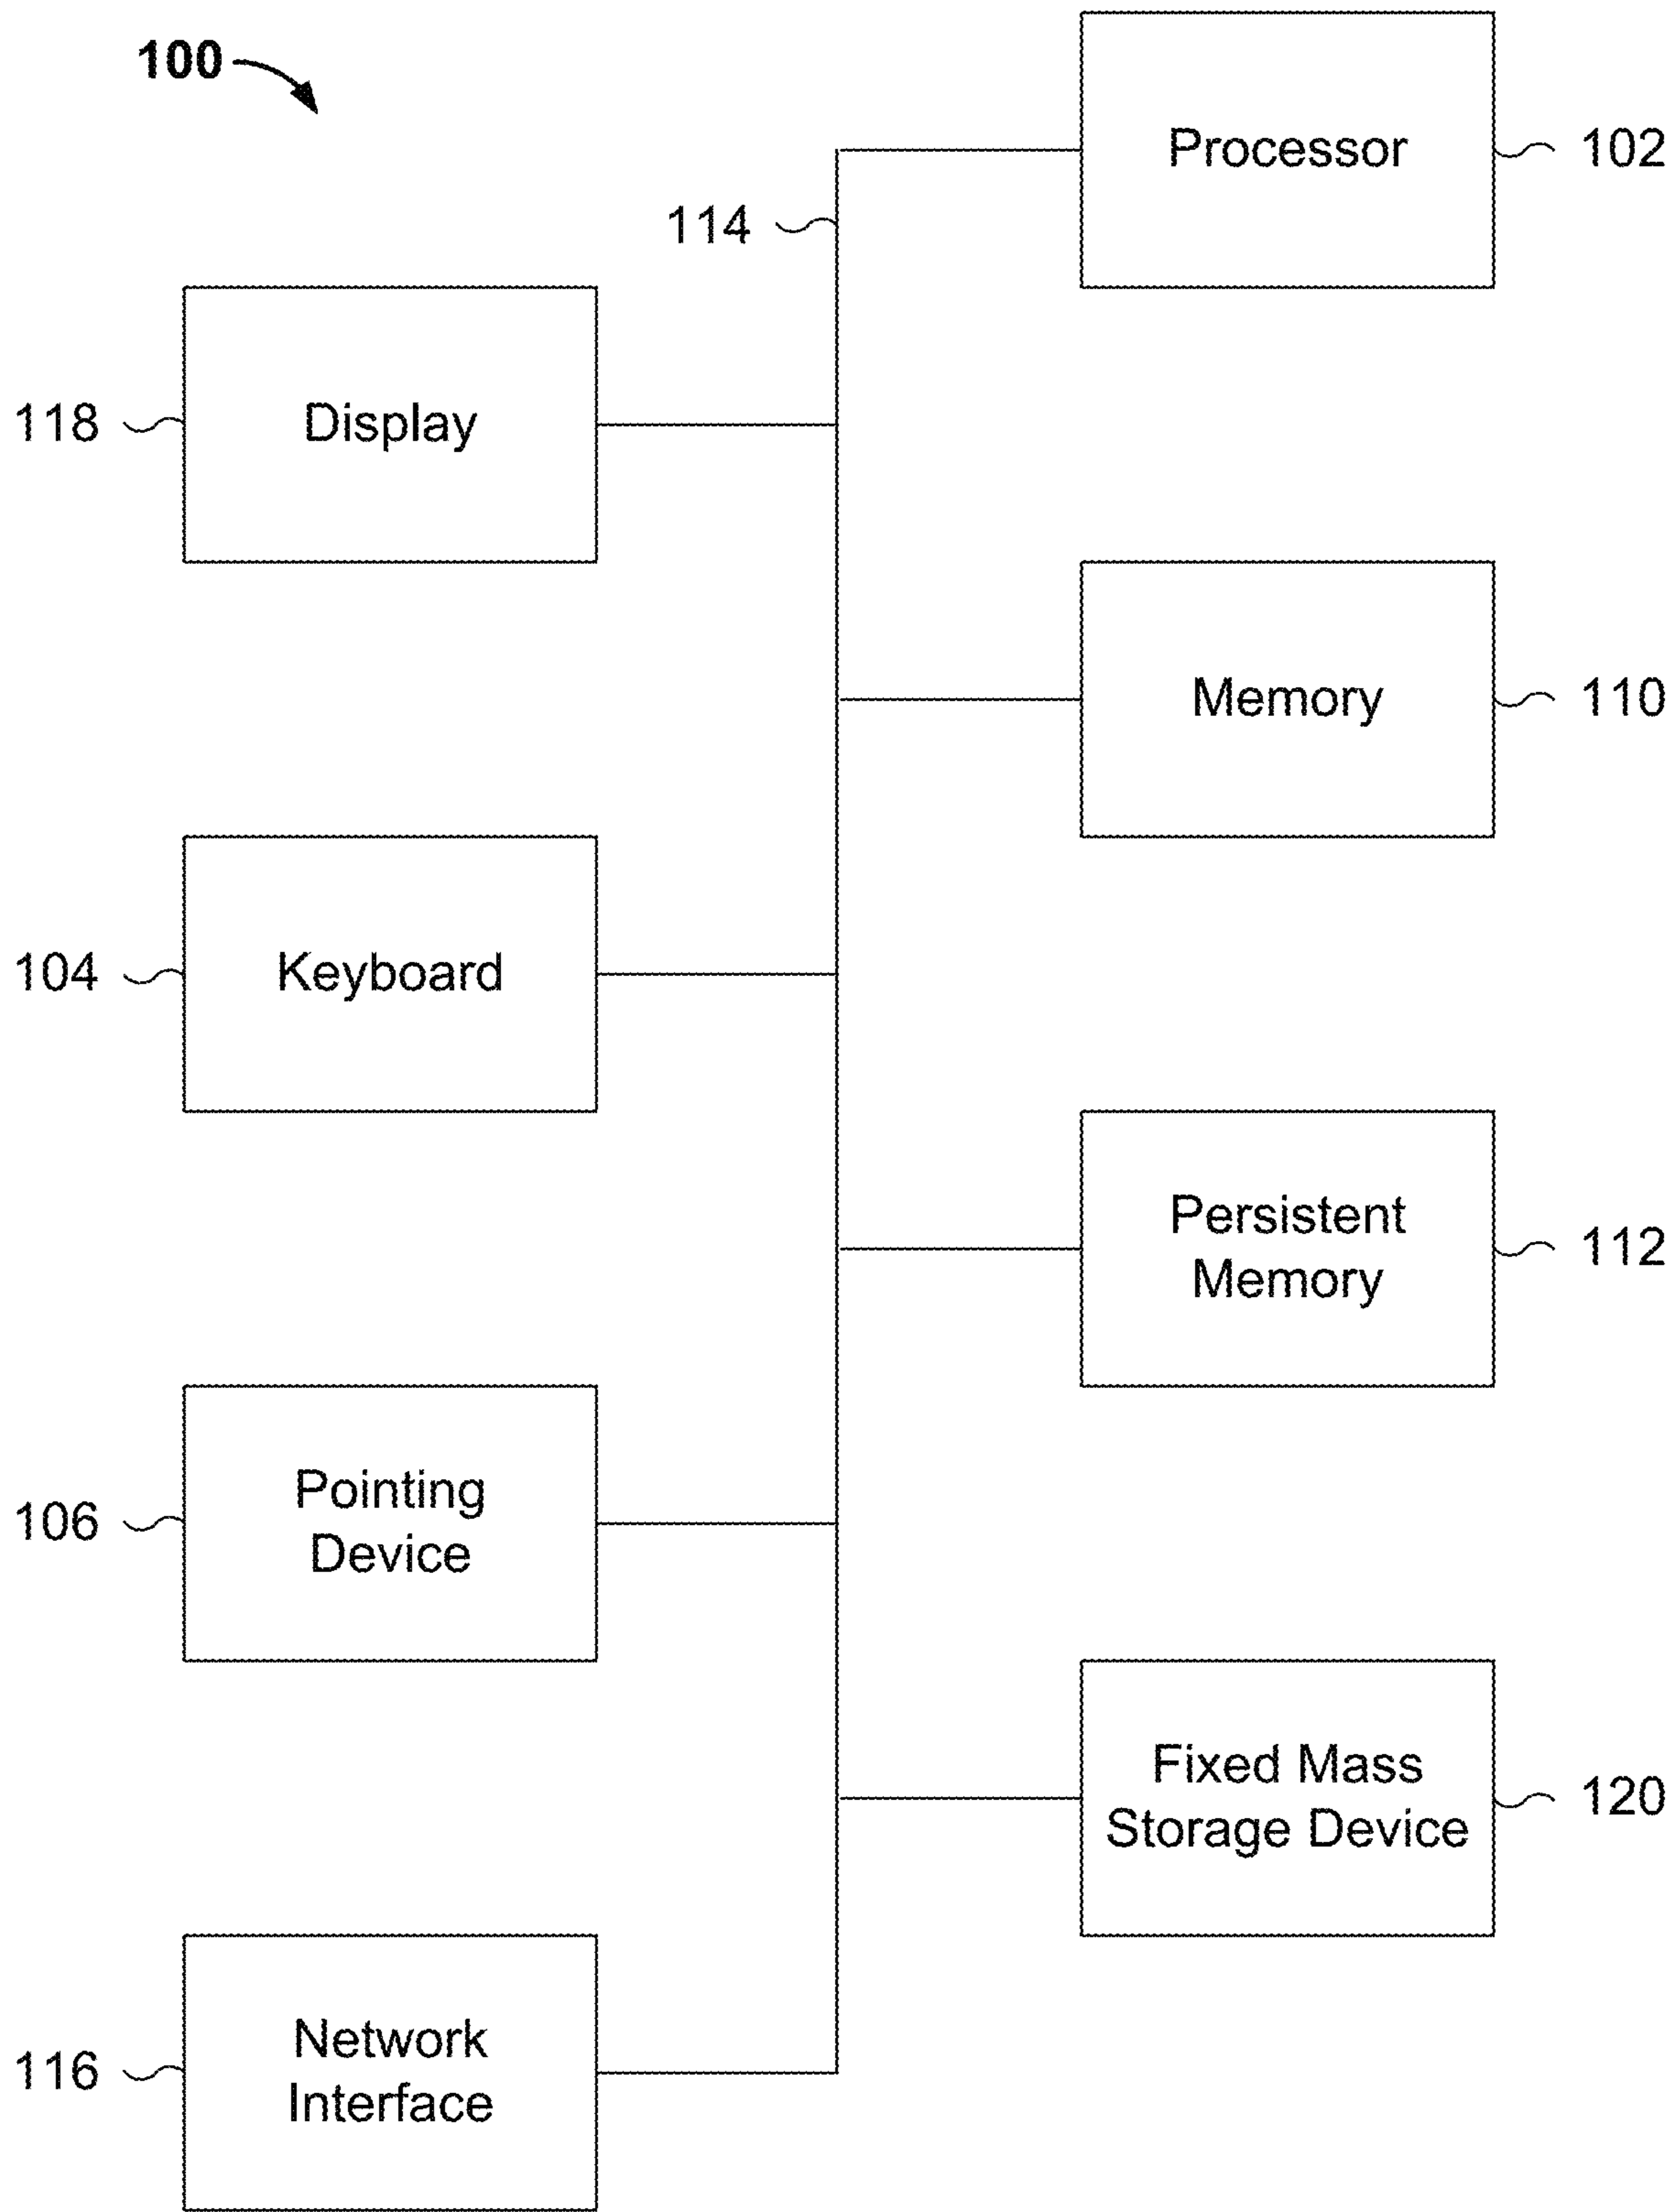 100
Processor
102
114
Display
118
Memory
110
Keyboard
104
Persistent
Memory
112
Pointing
Device
106
Fixed Mass
Storage Device
120
Network
Interface
116